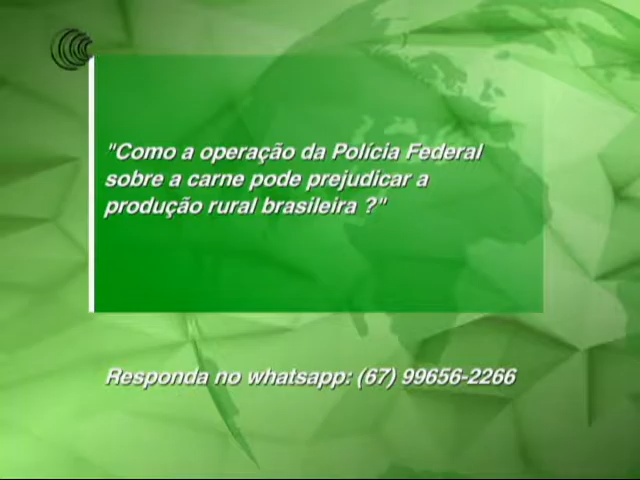 "Como a operação da Polícia Federal
sobre a carne pode prejudicar a
produção rural brasileira ?"
Responda no whatsapp: (67) 99656-2266